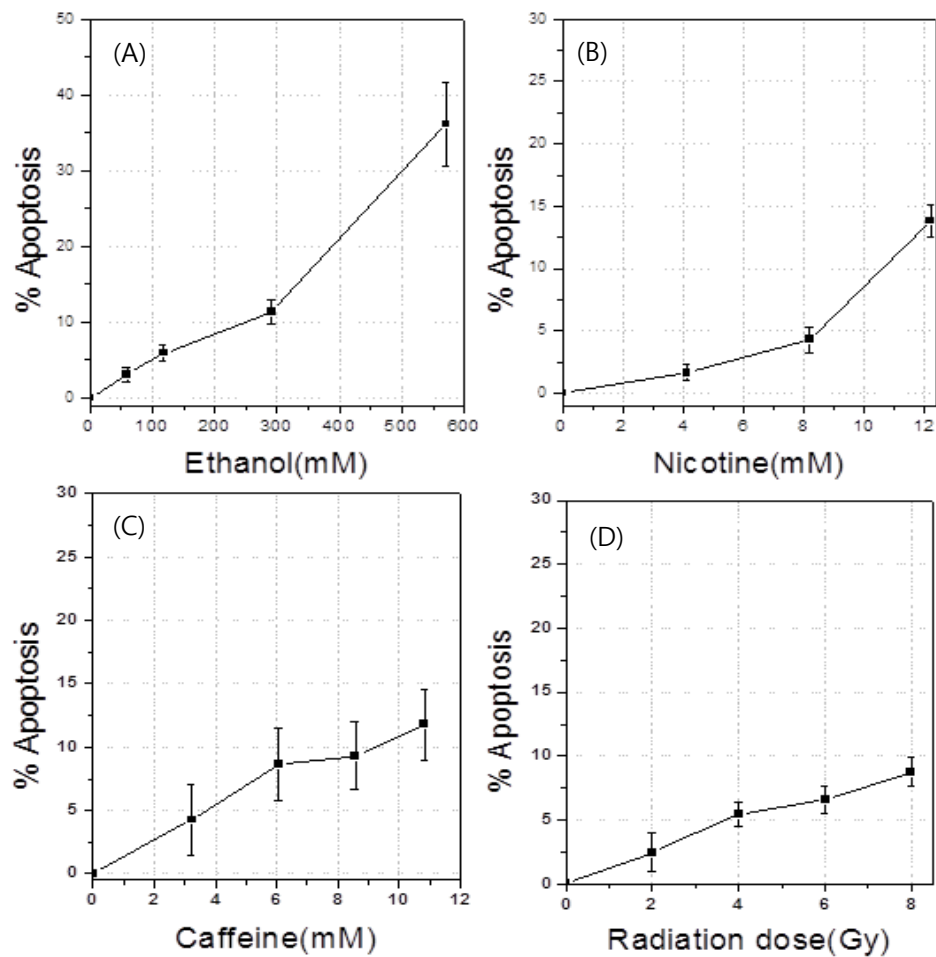 (A)
% Apoptosis
50
40
30
20
10
0
0 100 200 300 400 500 600
Ethanol(mM)
(B)
% Apoptosis
30
25
20
15
10
5
0
0 2 4 6 8 10 12
Nicotine(mM)
(C)
% Apoptosis
30
25
20
15
10
5
0
0 2 4 6 8 10 12
Caffeine(mM)
(D)
% Apoptosis
30
25
20
15
10
5
0
0 2 4 6 8
Radiation dose(Gy)